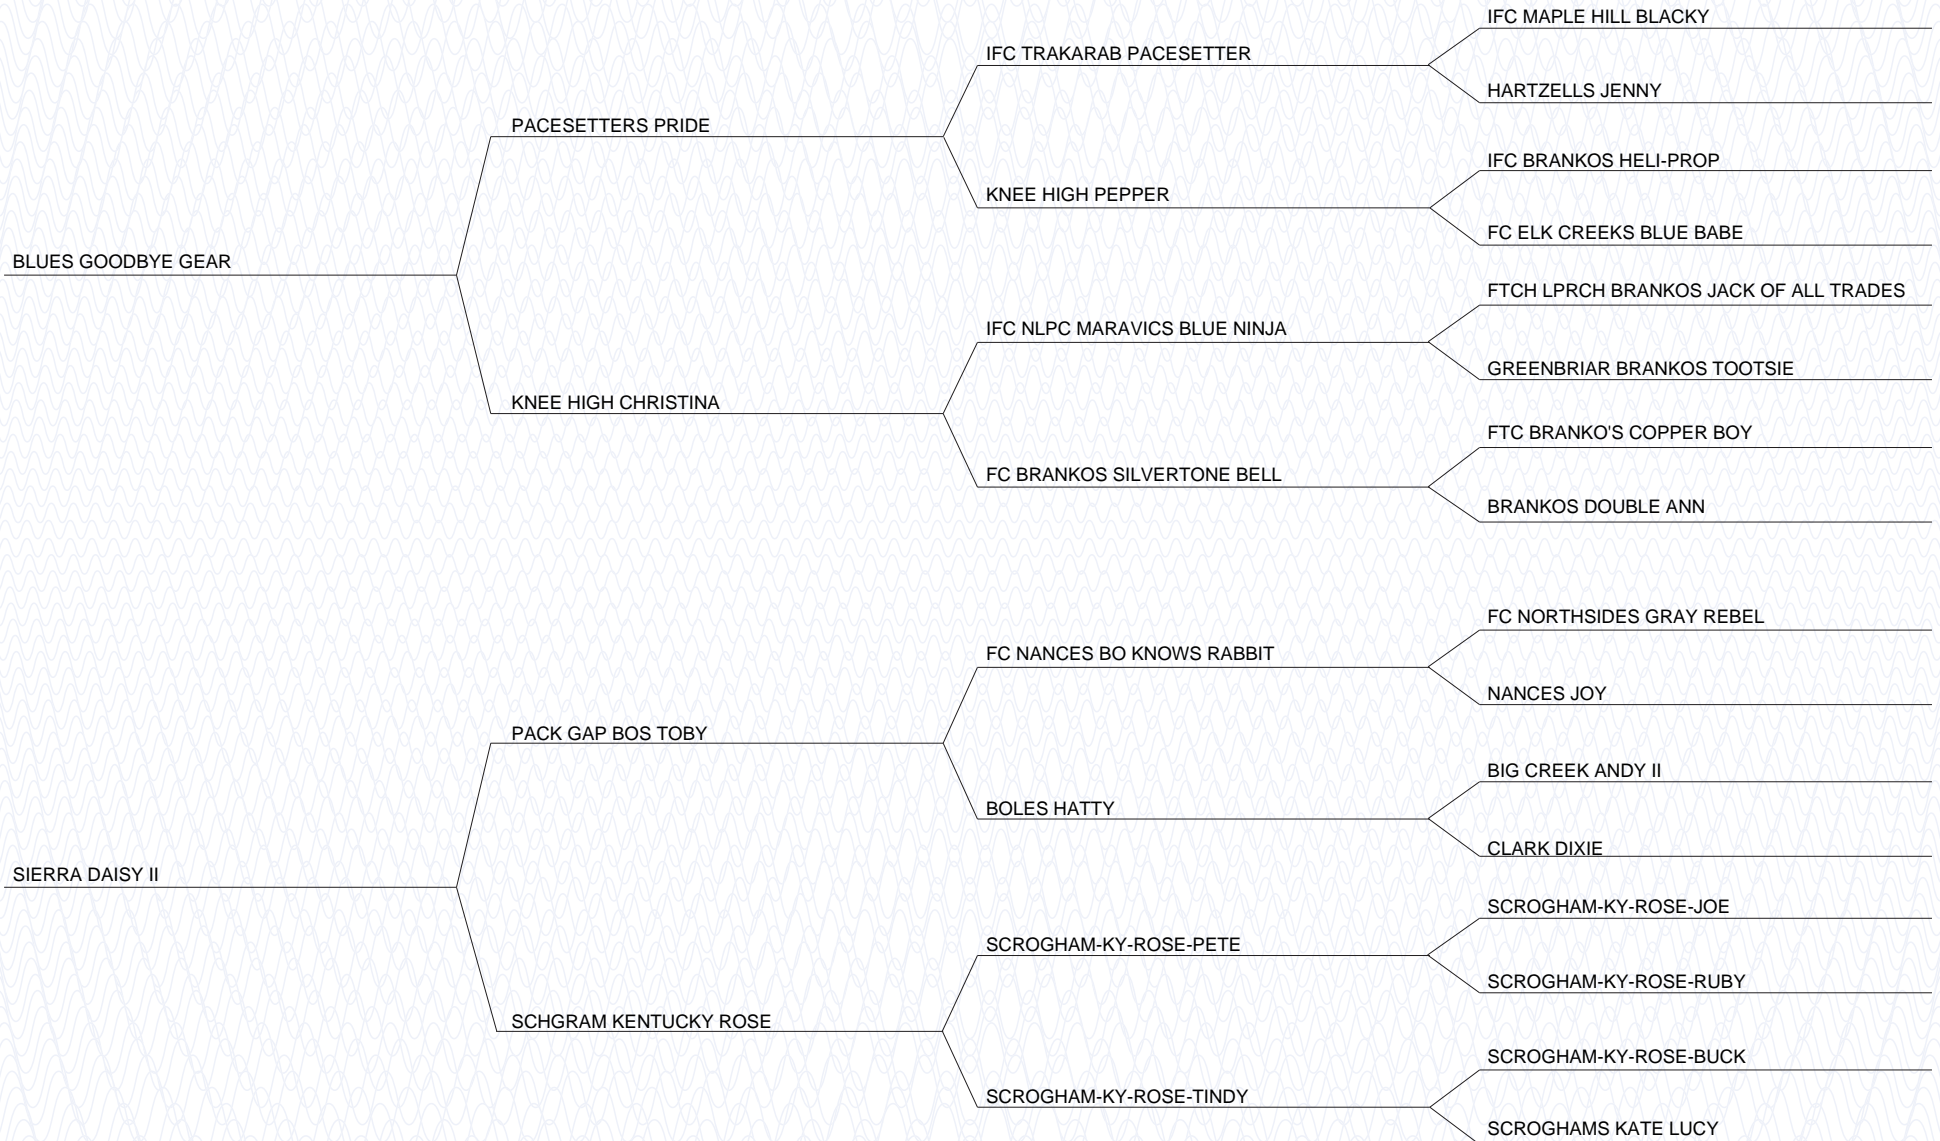 IFC MAPLE HILL BLACKY
IFC TRAKARAB PACESETTER
HARTZELLS JENNY
PACESETTERS PRIDE
IFC BRANKOS HELI-PROP
KNEE HIGH PEPPER
FC ELK CREEKS BLUE BABE
BLUES GOODBYE GEAR
FTCH LPRCH BRANKOS JACK OF ALL TRADES
IFC NLPC MARAVICS BLUE NINJA
GREENBRIAR BRANKOS TOOTSIE
KNEE HIGH CHRISTINA
FTC BRANKO'S COPPER BOY
FC BRANKOS SILVERTONE BELL
BRANKOS DOUBLE ANN
FC NORTHSIDES GRAY REBEL
FC NANCES BO KNOWS RABBIT
NANCES JOY
PACK GAP BOS TOBY
BIG CREEK ANDY II
BOLES HATTY
CLARK DIXIE
SIERRA DAISY II
SCROGHAM-KY-ROSE-JOE
SCROGHAM-KY-ROSE-PETE
SCROGHAM-KY-ROSE-RUBY
SCHGRAM KENTUCKY ROSE
SCROGHAM-KY-ROSE-BUCK
SCROGHAM-KY-ROSE-TINDY
SCROGHAMS KATE LUCY